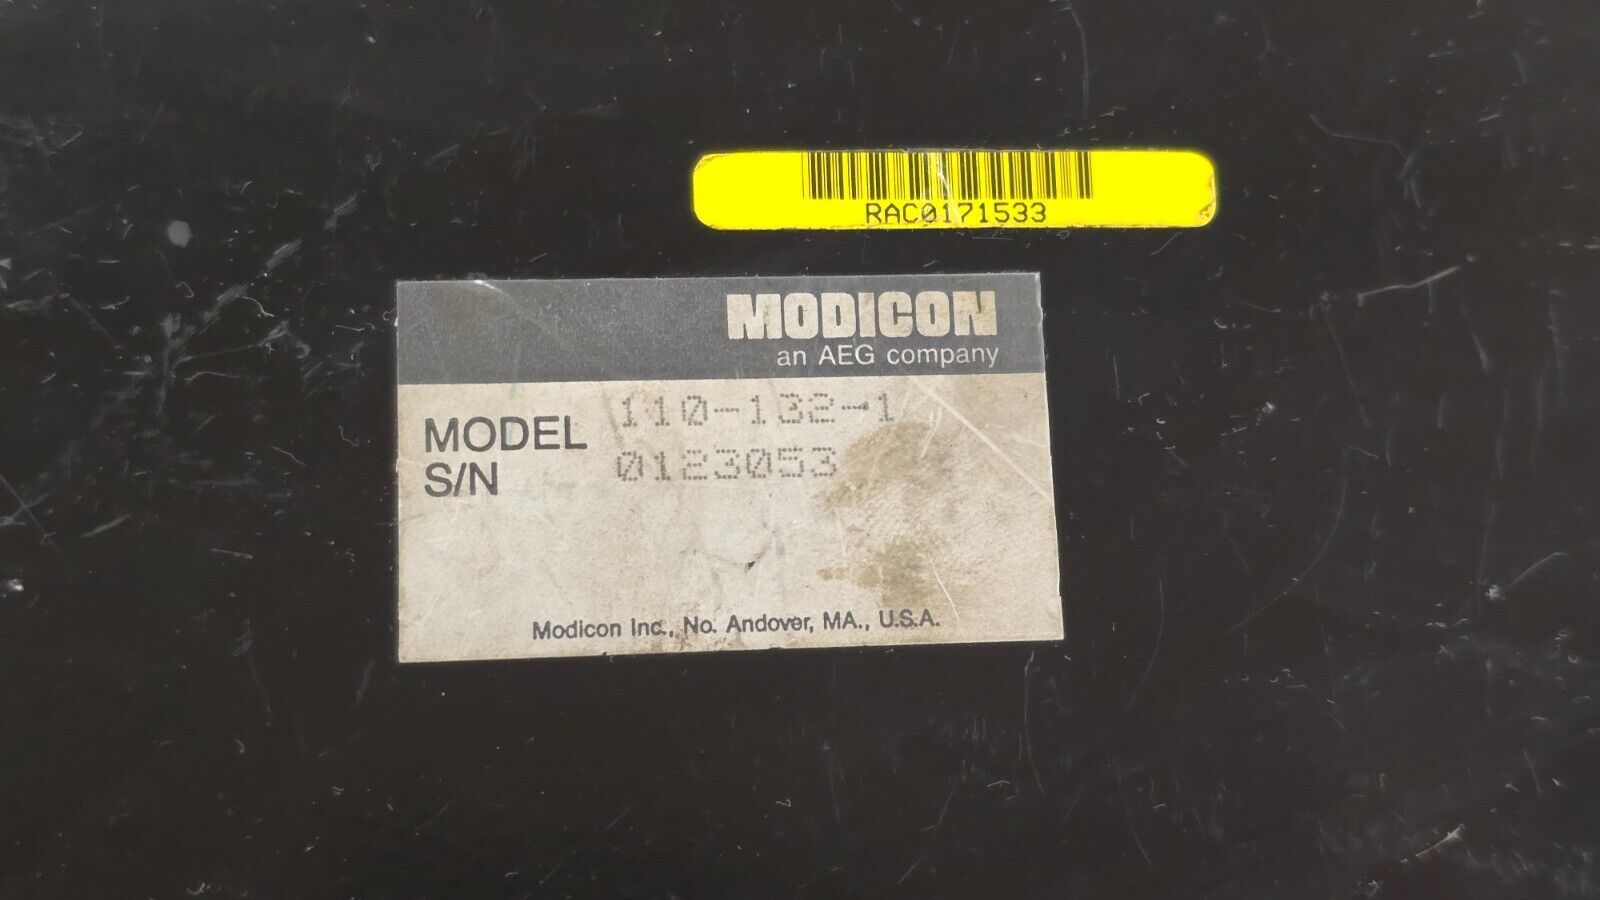 RAC0171533
MODICON
an AEG company
MODEL 110-132-1
S/N 0123053
Modicon Inc., No. Andover, MA., U.S.A.